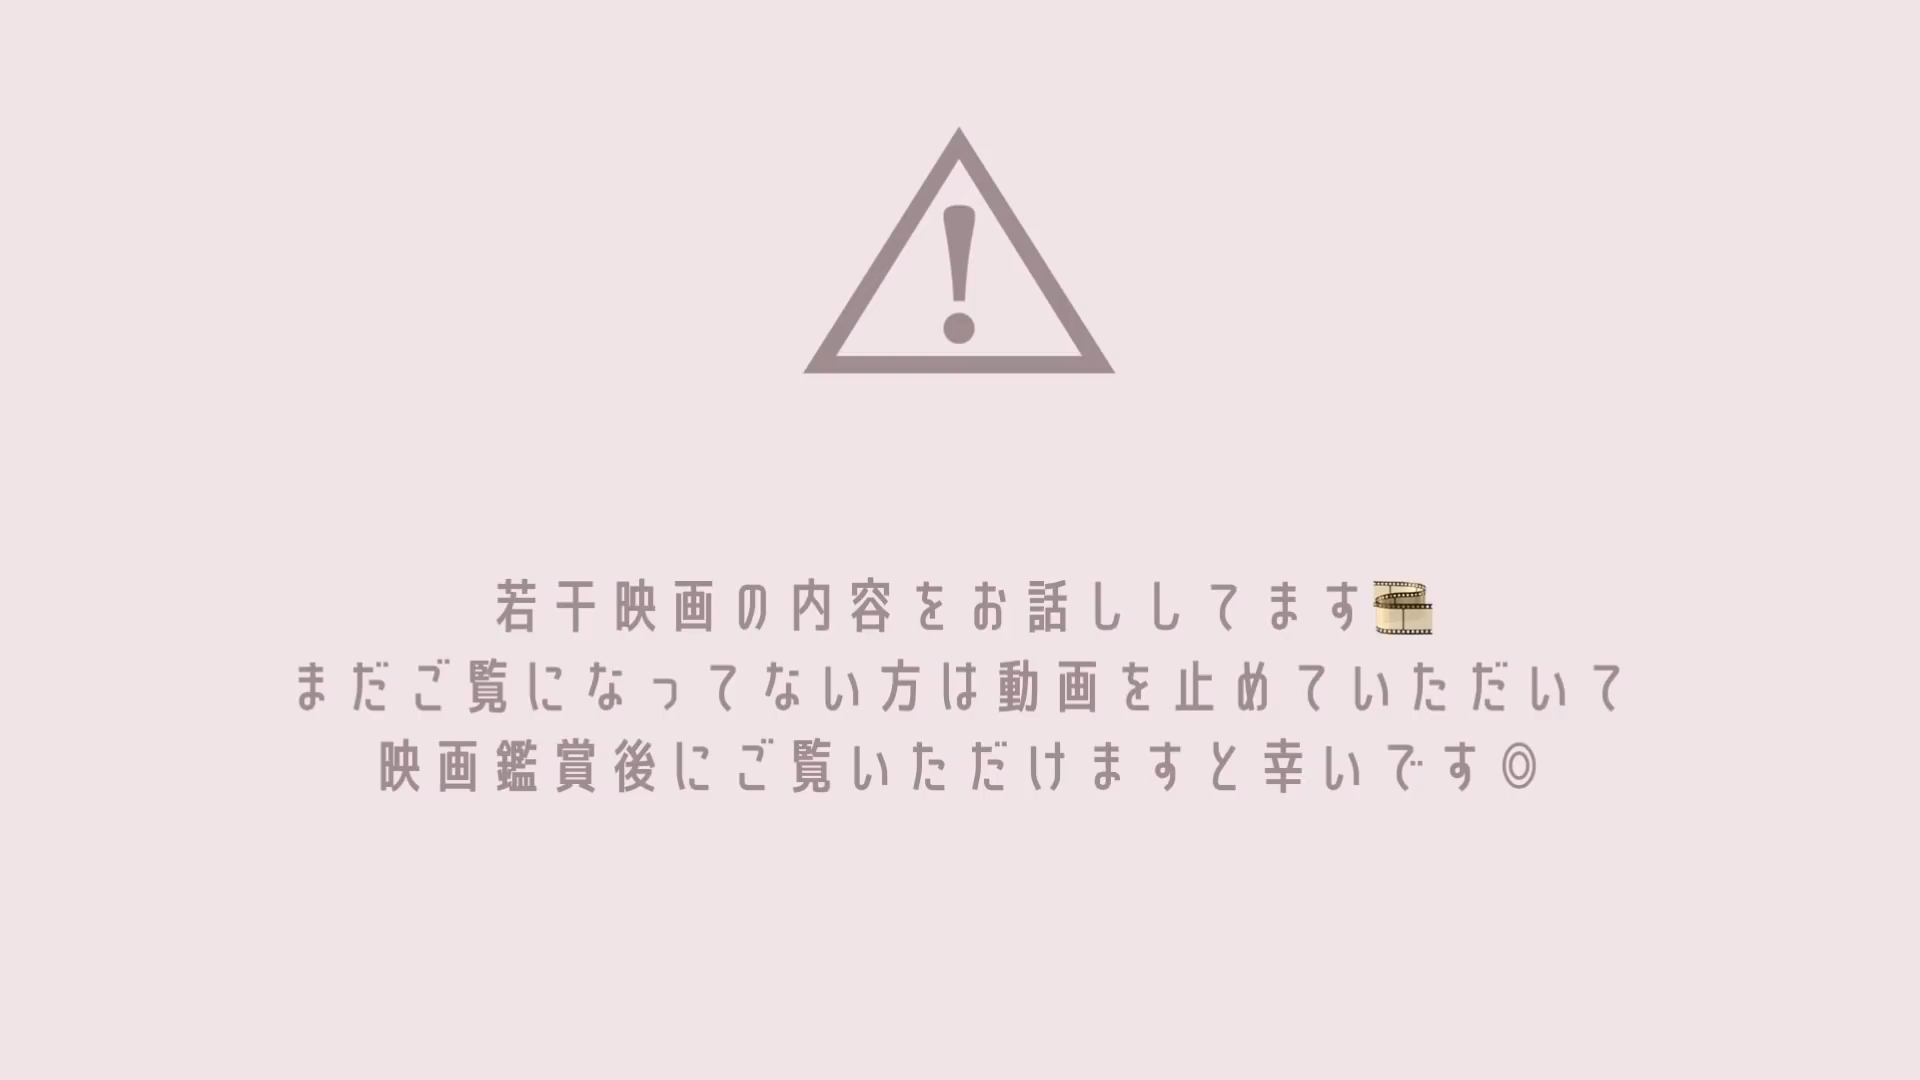 若干映画の内容をお話ししてます🎞
まだご覧になってない方は動画を止めていただいて
映画鑑賞後にご覧いただけますと幸いです◎